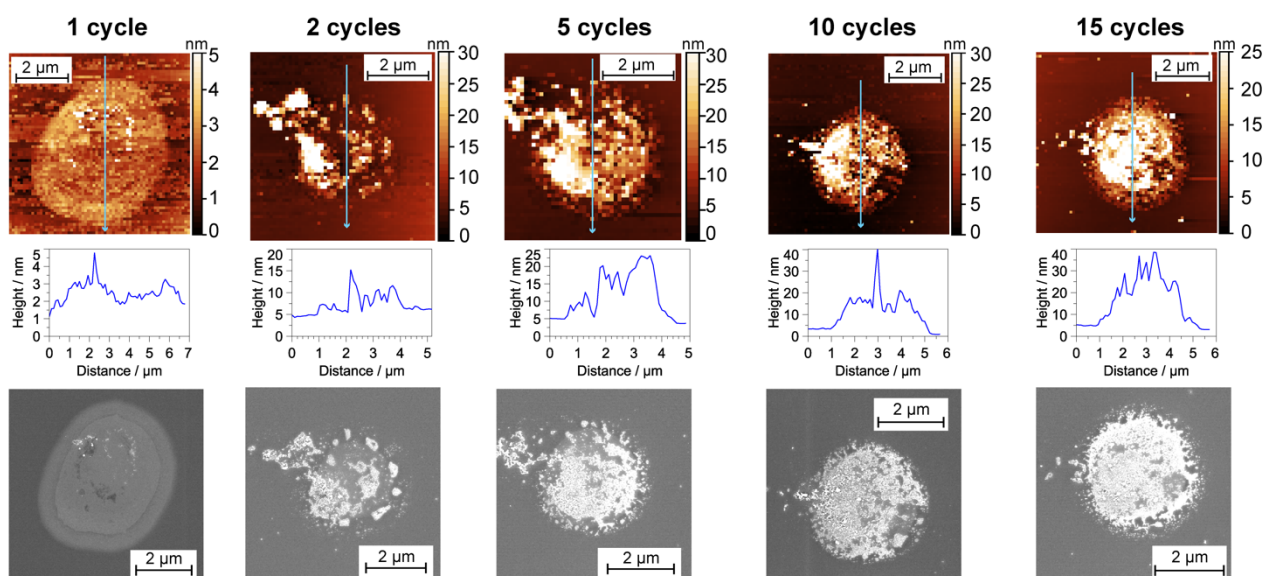 1 cycle
2 cycles
5 cycles
10 cycles
15 cycles
nm
nm
nm
nm
nm
2 µm
5
4
3
2
1
0
2 µm
30
25
20
15
10
5
0
2 µm
30
25
20
15
10
5
0
2 µm
30
25
20
15
10
5
0
2 µm
25
20
15
10
5
0
Height / nm
5
4
3
2
1
0
0 1 2 3 4 5 6 7
Distance / µm
Height / nm
20
15
10
5
0
0 1 2 3 4 5
Distance / µm
Height / nm
25
20
15
10
5
0
0 1 2 3 4 5
Distance / µm
Height / nm
40
30
20
10
0
0 1 2 3 4 5 6
Distance / µm
Height / nm
40
30
20
10
0
0 1 2 3 4 5 6
Distance / µm
2 µm
2 µm
2 µm
2 µm
2 µm